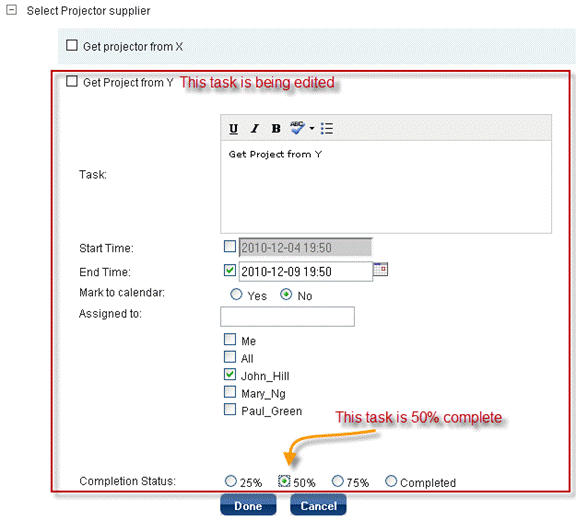 Select Projector supplier
Get projector from X
Get Project from Y This task is being edited
U I B ABC
Get Project from Y
Task:
Start Time: 2010-12-04 19:50
End Time: 2010-12-09 19:50
Mark to calendar: Yes No
Assigned to:
Me
All
John_Hill
Mary_Ng
Paul_Green
This task is 50% complete
Completion Status: 25% 50% 75% Completed
Done Cancel